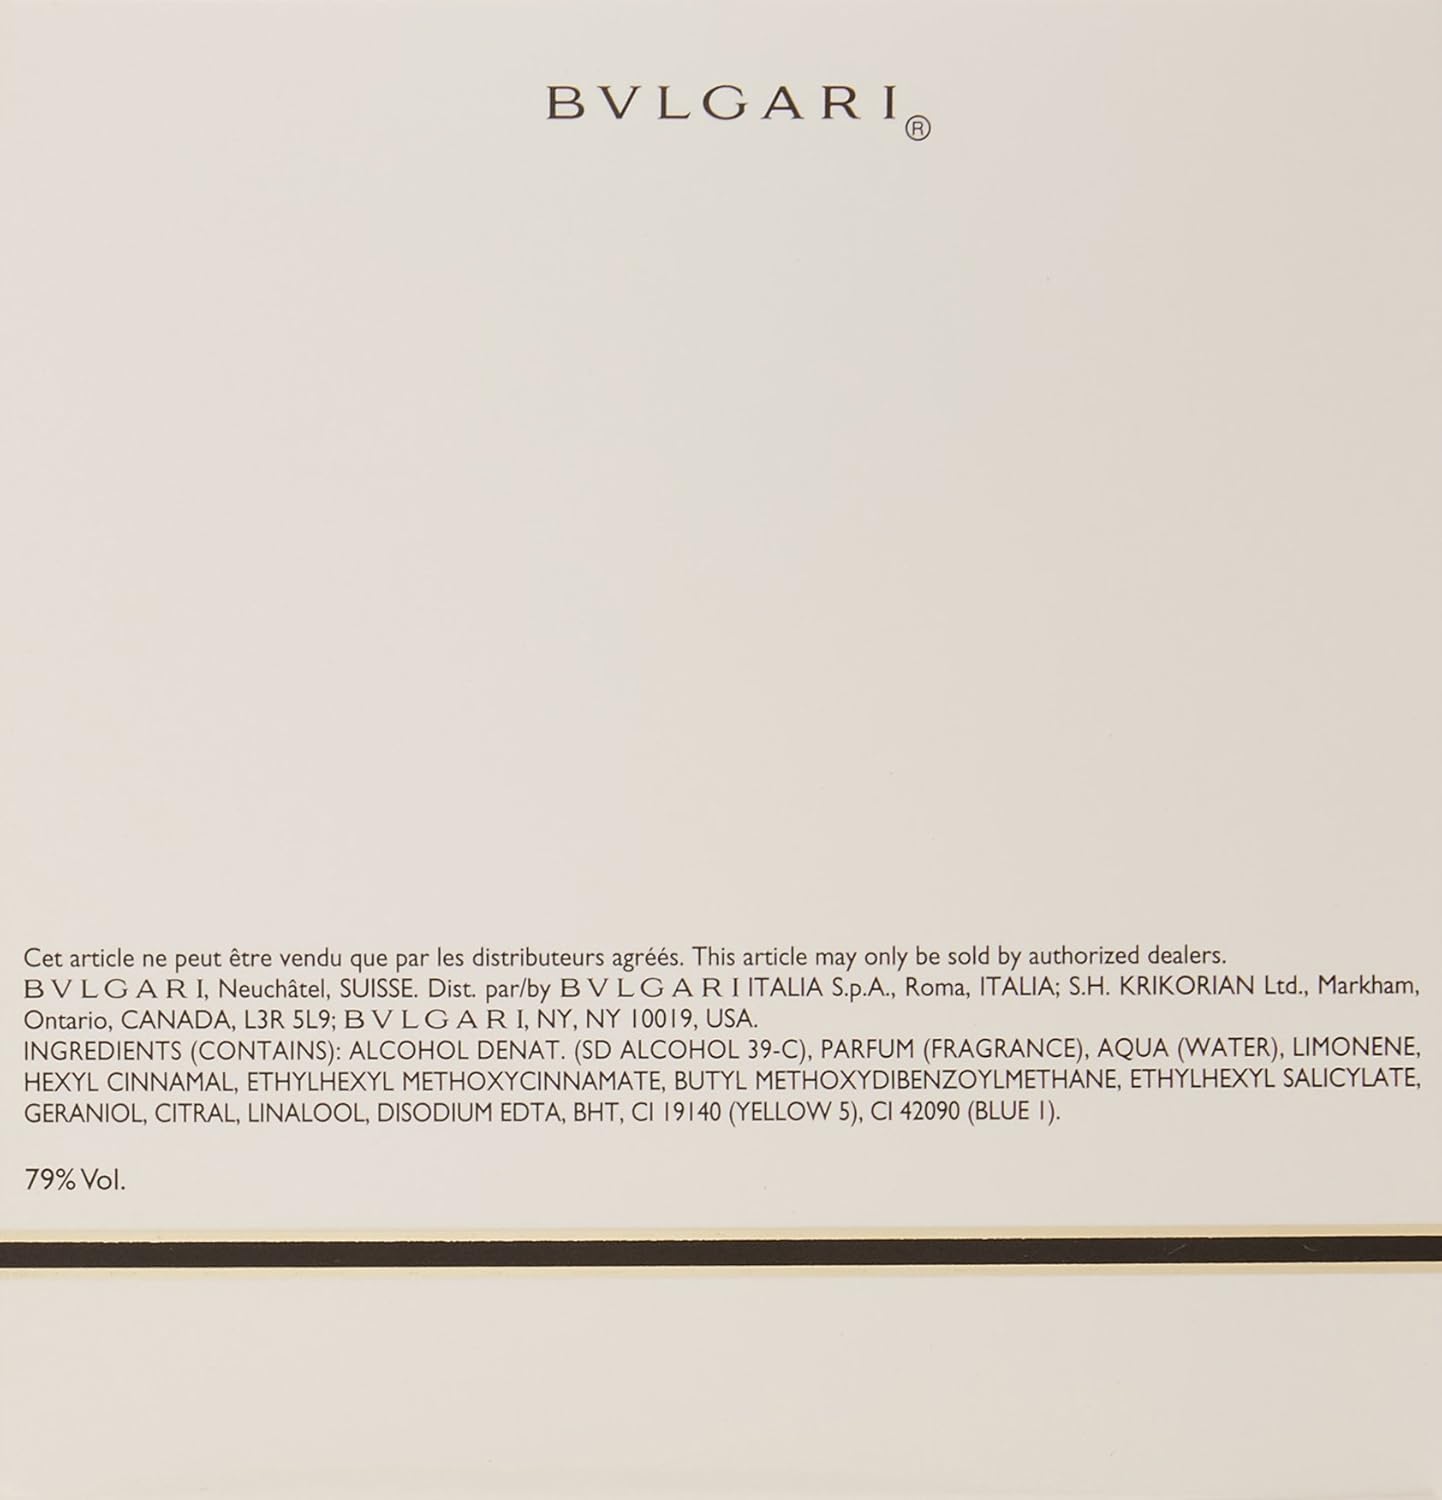 BVLGARI®
Cet article ne peut être vendu que par les distributeurs agréés. This article may only be sold by authorized dealers.
BVLGARI, Neuchâtel, SUISSE. Dist. par/by BVLGARI ITALIA S.p.A., Roma, ITALIA; S.H. KRIKORIAN Ltd., Markham,
Ontario, CANADA, L3R 5L9; BVLGARI, NY, NY 10019, USA.
INGREDIENTS (CONTAINS): ALCOHOL DENAT. (SD ALCOHOL 39-C), PARFUM (FRAGRANCE), AQUA (WATER), LIMONENE,
HEXYL CINNAMAL, ETHYLHEXYL METHOXYCINNAMATE, BUTYL METHOXYDIBENZOYLMETHANE, ETHYLHEXYL SALICYLATE,
GERANIOL, CITRAL, LINALOOL, DISODIUM EDTA, BHT, CI 19140 (YELLOW 5), CI 42090 (BLUE 1).
79% Vol.